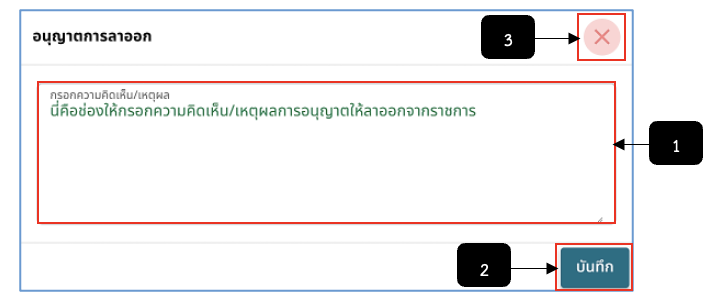 อนุญาตการลาออก
3
กรอกความคิดเห็น/เหตุผล
นี่คือช่องให้กรอกความคิดเห็น/เหตุผลการอนุญาตให้ลาออกจากราชการ
1
2
บันทึก